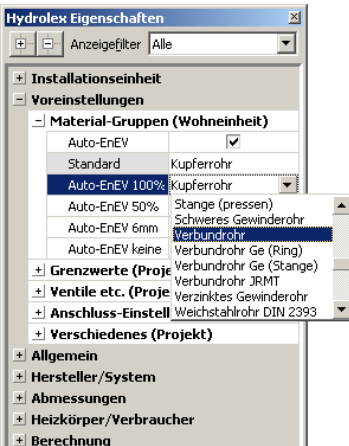 Hydrolex Eigenschaften
Anzeigefilter Alle
Installationseinheit
Voreinstellungen
Material-Gruppen (Wohneinheit)
Auto-EnEV
Standard Kupferrohr
Auto-EnEV 100% Kupferrohr
Auto-EnEV 50%
Auto-EnEV 6mm
Auto-EnEV keine
Stange (pressen)
Schweres Gewinderohr
Verbundrohr
Verbundrohr Ge (Ring)
Verbundrohr Ge (Stange)
Verbundrohr JRMT
Verzinktes Gewinderohr
Weichstahlrohr DIN 2393
Grenzwerte (Proje
Ventile etc. (Proje
Anschluss-Einstell
Verschiedenes (Projekt)
Allgemein
Hersteller/System
Abmessungen
Heizkörper/Verbraucher
Berechnung